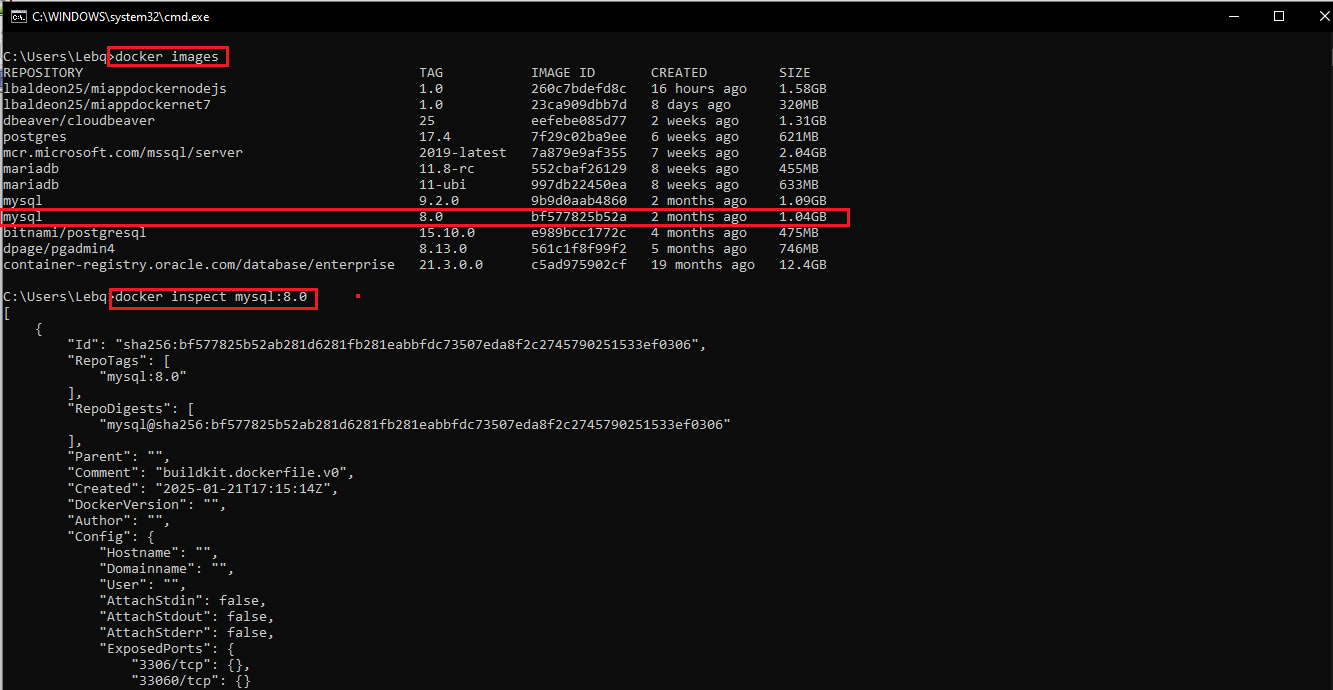 C:\WINDOWS\system32\cmd.exe
C:\Users\Lebq>docker images
REPOSITORY TAG IMAGE ID CREATED SIZE
lbaldeon25/miappdockernodejs 1.0 260c7bdefd8c 16 hours ago 1.58GB
lbaldeon25/miappdockernet7 1.0 23ca909dbb7d 8 days ago 320MB
dbeaver/cloudbeaver 25 eefebe085d77 2 weeks ago 1.31GB
postgres 17.4 7f29c02ba9ee 6 weeks ago 621MB
mcr.microsoft.com/mssql/server 2019-latest 7a879e9af355 7 weeks ago 2.04GB
mariadb 11.8-rc 552cbaf26129 8 weeks ago 455MB
mariadb 11-ubi 997db22450ea 8 weeks ago 633MB
mysql 9.2.0 9b9d0aab4860 2 months ago 1.09GB
mysql 8.0 bf577825b52a 2 months ago 1.04GB
bitnami/postgresql 15.10.0 e989bcc1772c 4 months ago 475MB
dpage/pgadmin4 8.13.0 561c1f8f99f2 5 months ago 746MB
container-registry.oracle.com/database/enterprise 21.3.0.0 c5ad975902cf 19 months ago 12.4GB
C:\Users\Lebq>docker inspect mysql:8.0
[
{
"Id": "sha256:bf577825b52ab281d6281fb281eabbfdc73507eda8f2c2745790251533ef0306",
"RepoTags": [
"mysql:8.0"
],
"RepoDigests": [
"mysql@sha256:bf577825b52ab281d6281fb281eabbfdc73507eda8f2c2745790251533ef0306"
],
"Parent": "",
"Comment": "buildkit.dockerfile.v0",
"Created": "2025-01-21T17:15:14Z",
"DockerVersion": "",
"Author": "",
"Config": {
"Hostname": "",
"Domainname": "",
"User": "",
"AttachStdin": false,
"AttachStdout": false,
"AttachStderr": false,
"ExposedPorts": {
"3306/tcp": {},
"33060/tcp": {}